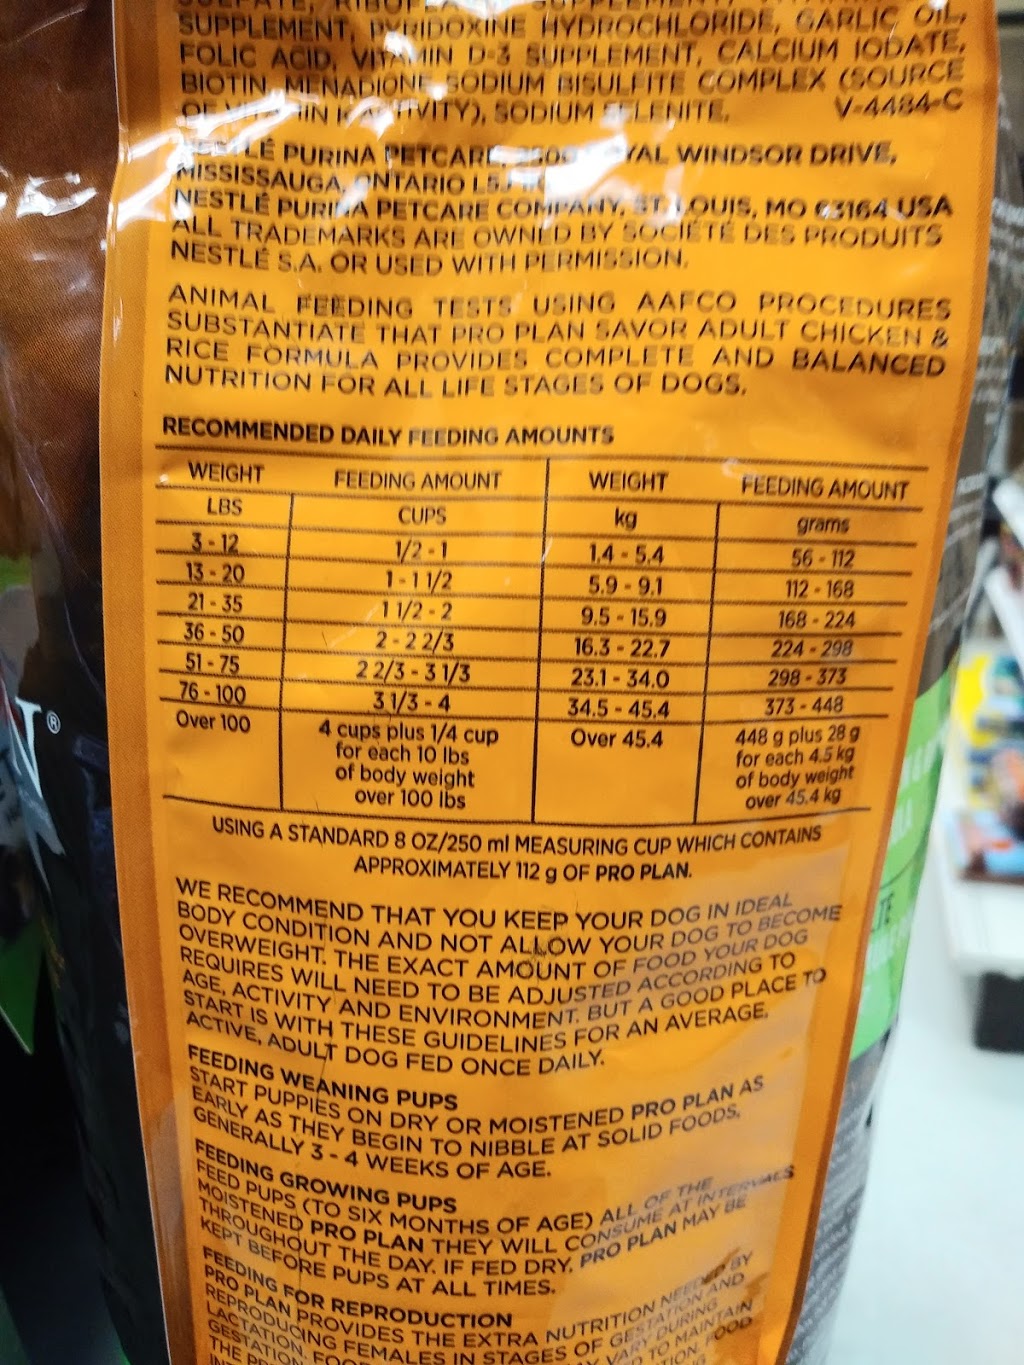 SUPPLEMENT, PYRIDOXINE HYDROCHLORIDE, GARLIC OIL,
FOLIC ACID, VITAMIN D-3 SUPPLEMENT, CALCIUM IODATE,
BIOTIN, MENADIONE SODIUM BISULFITE COMPLEX (SOURCE
OF VITAMIN K ACTIVITY), SODIUM SELENITE. V-4484-C
NESTLÉ PURINA PETCARE, WINDSOR DRIVE,
MISSISSAUGA, ONTARIO
NESTLÉ PURINA PETCARE COMPANY, ST. LOUIS, MO 63164 USA
ALL TRADEMARKS ARE OWNED BY SOCIÉTÉ DES PRODUITS
NESTLÉ S.A. OR USED WITH PERMISSION.
ANIMAL FEEDING TESTS USING AAFCO PROCEDURES
SUBSTANTIATE THAT PRO PLAN SAVOR ADULT CHICKEN &
RICE FORMULA PROVIDES COMPLETE AND BALANCED
NUTRITION FOR ALL LIFE STAGES OF DOGS.
RECOMMENDED DAILY FEEDING AMOUNTS
WEIGHT FEEDING AMOUNT WEIGHT FEEDING AMOUNT
LBS CUPS kg grams
3 - 12 1/2 - 1 1.4 - 5.4 56 - 112
13 - 20 1 - 1 1/2 5.9 - 9.1 112 - 168
21 - 35 1 1/2 - 2 9.5 - 15.9 168 - 224
36 - 50 2 - 2 2/3 16.3 - 22.7 224 - 298
51 - 75 2 2/3 - 3 1/3 23.1 - 34.0 298 - 373
76 - 100 3 1/3 - 4 34.5 - 45.4 373 - 448
Over 100 4 cups plus 1/4 cup Over 45.4 448 g plus 28 g
for each 10 lbs for each 4.5 kg
of body weight of body weight
over 100 lbs over 45.4 kg
USING A STANDARD 8 OZ/250 ml MEASURING CUP WHICH CONTAINS
APPROXIMATELY 112 g OF PRO PLAN.
WE RECOMMEND THAT YOU KEEP YOUR DOG IN IDEAL
BODY CONDITION AND NOT ALLOW YOUR DOG TO BECOME
OVERWEIGHT. THE EXACT AMOUNT OF FOOD YOUR DOG
REQUIRES WILL NEED TO BE ADJUSTED ACCORDING TO
AGE, ACTIVITY AND ENVIRONMENT. BUT A GOOD PLACE TO
START IS WITH THESE GUIDELINES FOR AN AVERAGE,
ACTIVE, ADULT DOG FED ONCE DAILY.
FEEDING WEANING PUPS
START PUPPIES ON DRY OR MOISTENED PRO PLAN AS
EARLY AS THEY BEGIN TO NIBBLE AT SOLID FOODS,
GENERALLY 3 - 4 WEEKS OF AGE.
FEEDING GROWING PUPS
FEED PUPS (TO SIX MONTHS OF AGE) ALL OF THE
MOISTENED PRO PLAN THEY WILL CONSUME AT INTERVALS
THROUGHOUT THE DAY. IF FED DRY, PRO PLAN MAY BE
KEPT BEFORE PUPS AT ALL TIMES.
FEEDING FOR REPRODUCTION
PRO PLAN PROVIDES THE EXTRA NUTRITION NEEDED BY
REPRODUCING FEMALES IN STAGES OF GESTATION AND
LACTATION. VARY DURING
GESTATION TO MAINTAIN
THE FOOD